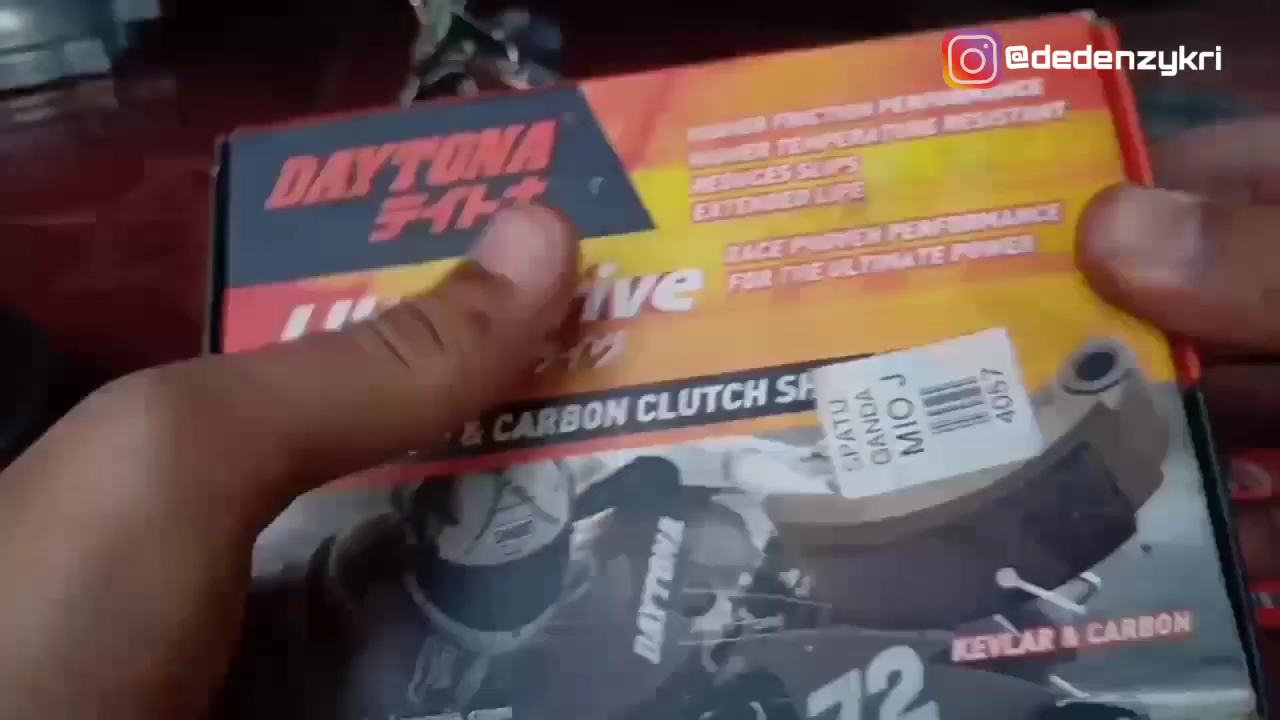 @dedenzykri
DAYTONA
デイトナ
HIGHER FRICTION PERFORMANCE
HIGHER TEMPERATURE RESISTANT
REDUCES SLIPS
EXTENDED LIFE
RACE PROVEN PERFORMANCE
FOR THE ULTIMATE POWER
rive
& CARBON CLUTCH SH
SPATU
GANDA
MIO J
4057
DAYTONA
KEVLAR & CARBON
72